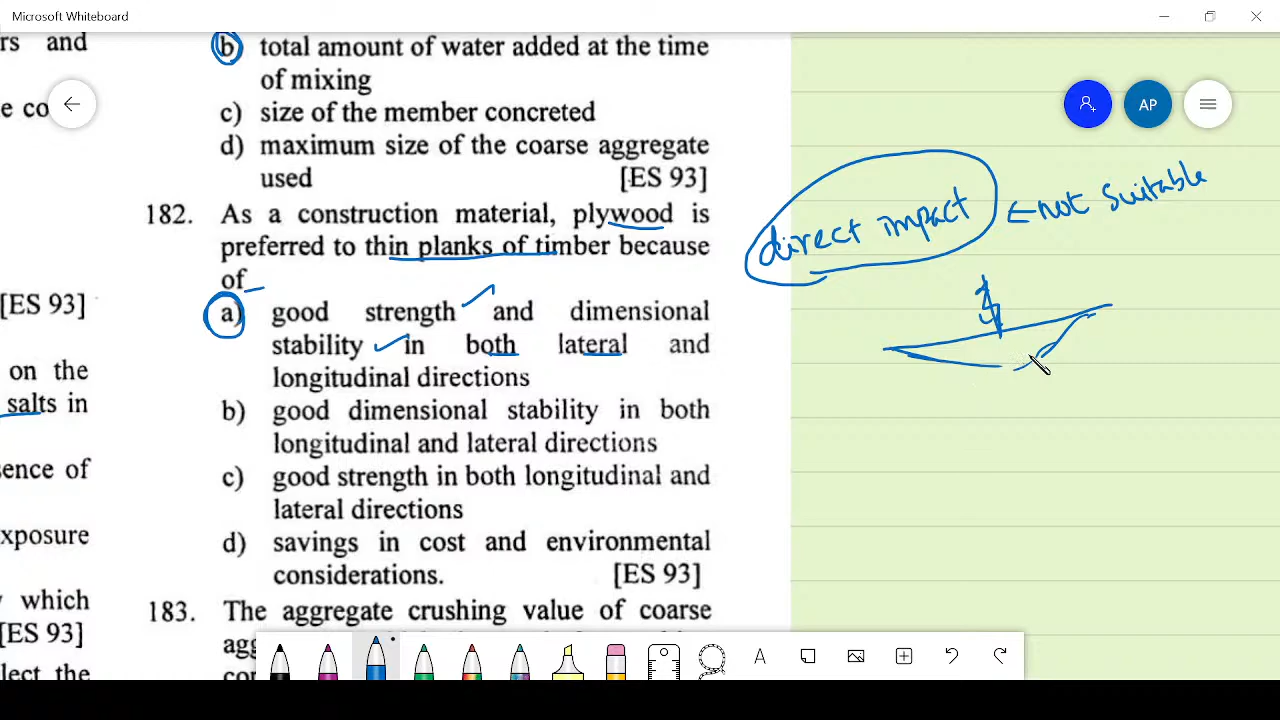 Microsoft Whiteboard
rs and
e co
[ES 93]
on the
salts in
ence of
xposure
which
[ES 93]
lect the
b) total amount of water added at the time
of mixing
c) size of the member concreted
d) maximum size of the coarse aggregate
used [ES 93]
182. As a construction material, plywood is
preferred to thin planks of timber because
of
a) good strength and dimensional
stability in both lateral and
longitudinal directions
b) good dimensional stability in both
longitudinal and lateral directions
c) good strength in both longitudinal and
lateral directions
d) savings in cost and environmental
considerations. [ES 93]
183. The aggregate crushing value of coarse
AP
direct impact ← not suitable
A